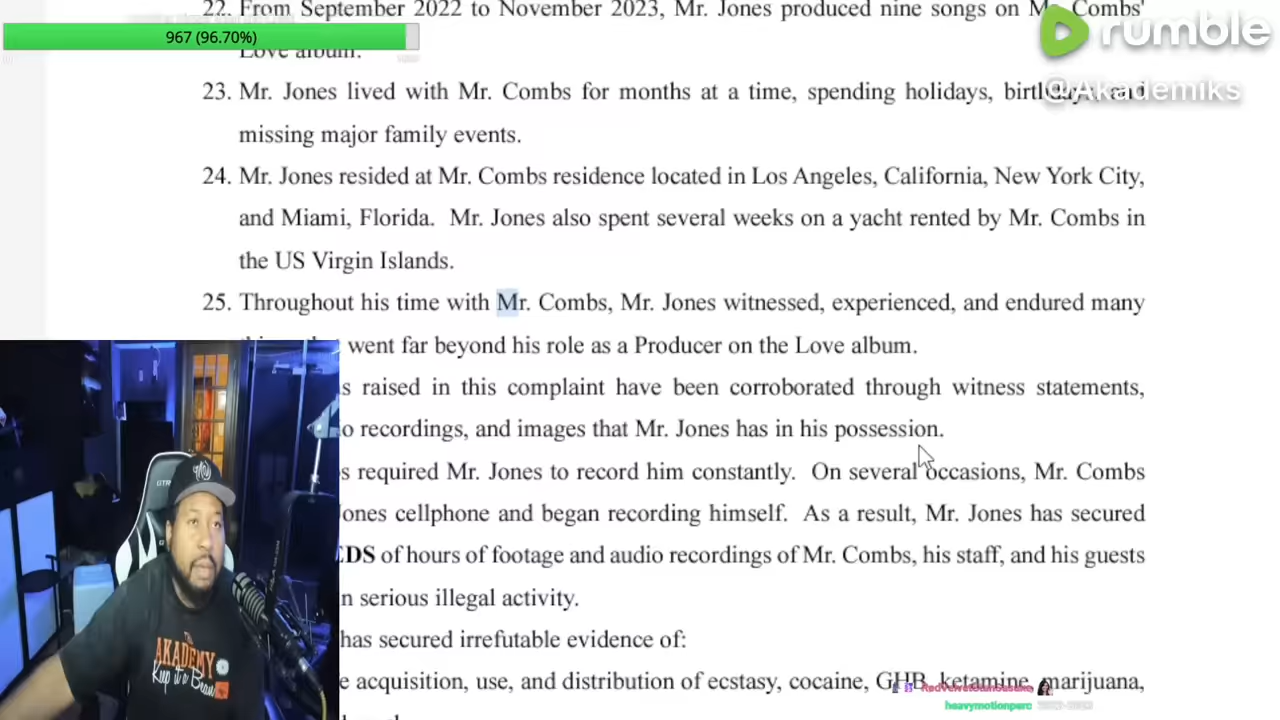 22. From September 2022 to November 2023, Mr. Jones produced nine songs on Mr. Combs'
967 (96.70%)
Love album.
rumble
@Akademiks
23. Mr. Jones lived with Mr. Combs for months at a time, spending holidays, birthdays, and
missing major family events.
24. Mr. Jones resided at Mr. Combs residence located in Los Angeles, California, New York City,
and Miami, Florida. Mr. Jones also spent several weeks on a yacht rented by Mr. Combs in
the US Virgin Islands.
25. Throughout his time with Mr. Combs, Mr. Jones witnessed, experienced, and endured many
went far beyond his role as a Producer on the Love album.
s raised in this complaint have been corroborated through witness statements,
o recordings, and images that Mr. Jones has in his possession.
s required Mr. Jones to record him constantly. On several occasions, Mr. Combs
Jones cellphone and began recording himself. As a result, Mr. Jones has secured
EDS of hours of footage and audio recordings of Mr. Combs, his staff, and his guests
n serious illegal activity.
has secured irrefutable evidence of:
e acquisition, use, and distribution of ecstasy, cocaine, GHB, ketamine, marijuana,
heavymotionperc
GTR
AKADEMY
Keep it a Bean